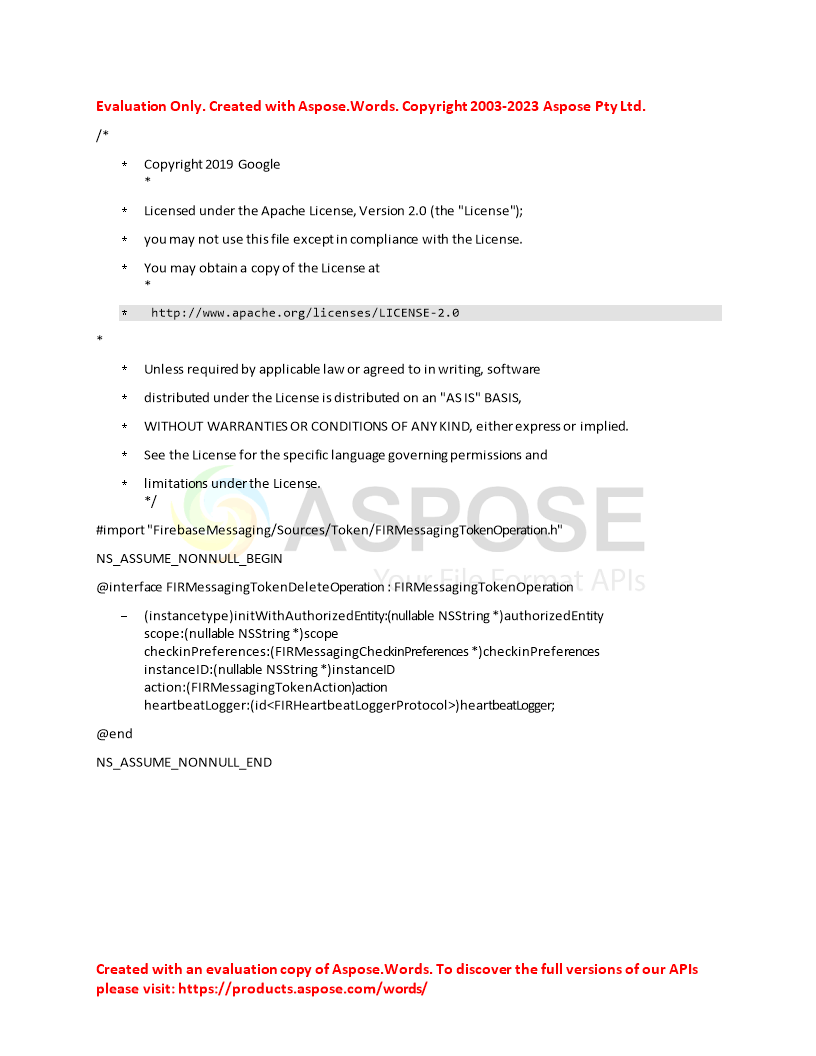 Evaluation Only. Created with Aspose.Words. Copyright 2003-2023 Aspose Pty Ltd.
/*
* Copyright 2019 Google
*
* Licensed under the Apache License, Version 2.0 (the "License");
* you may not use this file except in compliance with the License.
* You may obtain a copy of the License at
*
* http://www.apache.org/licenses/LICENSE-2.0
*
* Unless required by applicable law or agreed to in writing, software
* distributed under the License is distributed on an "AS IS" BASIS,
* WITHOUT WARRANTIES OR CONDITIONS OF ANY KIND, either express or implied.
* See the License for the specific language governing permissions and
* limitations under the License.
*/
ASPOSE
#import "FirebaseMessaging/Sources/Token/FIRMessagingTokenOperation.h"
NS_ASSUME_NONNULL_BEGIN
Your File Format APIs
@interface FIRMessagingTokenDeleteOperation : FIRMessagingTokenOperation
– (instancetype)initWithAuthorizedEntity:(nullable NSString *)authorizedEntity
scope:(nullable NSString *)scope
checkinPreferences:(FIRMessagingCheckinPreferences *)checkinPreferences
instanceID:(nullable NSString *)instanceID
action:(FIRMessagingTokenAction)action
heartbeatLogger:(id<FIRHeartbeatLoggerProtocol>)heartbeatLogger;
@end
NS_ASSUME_NONNULL_END
Created with an evaluation copy of Aspose.Words. To discover the full versions of our APIs
please visit: https://products.aspose.com/words/